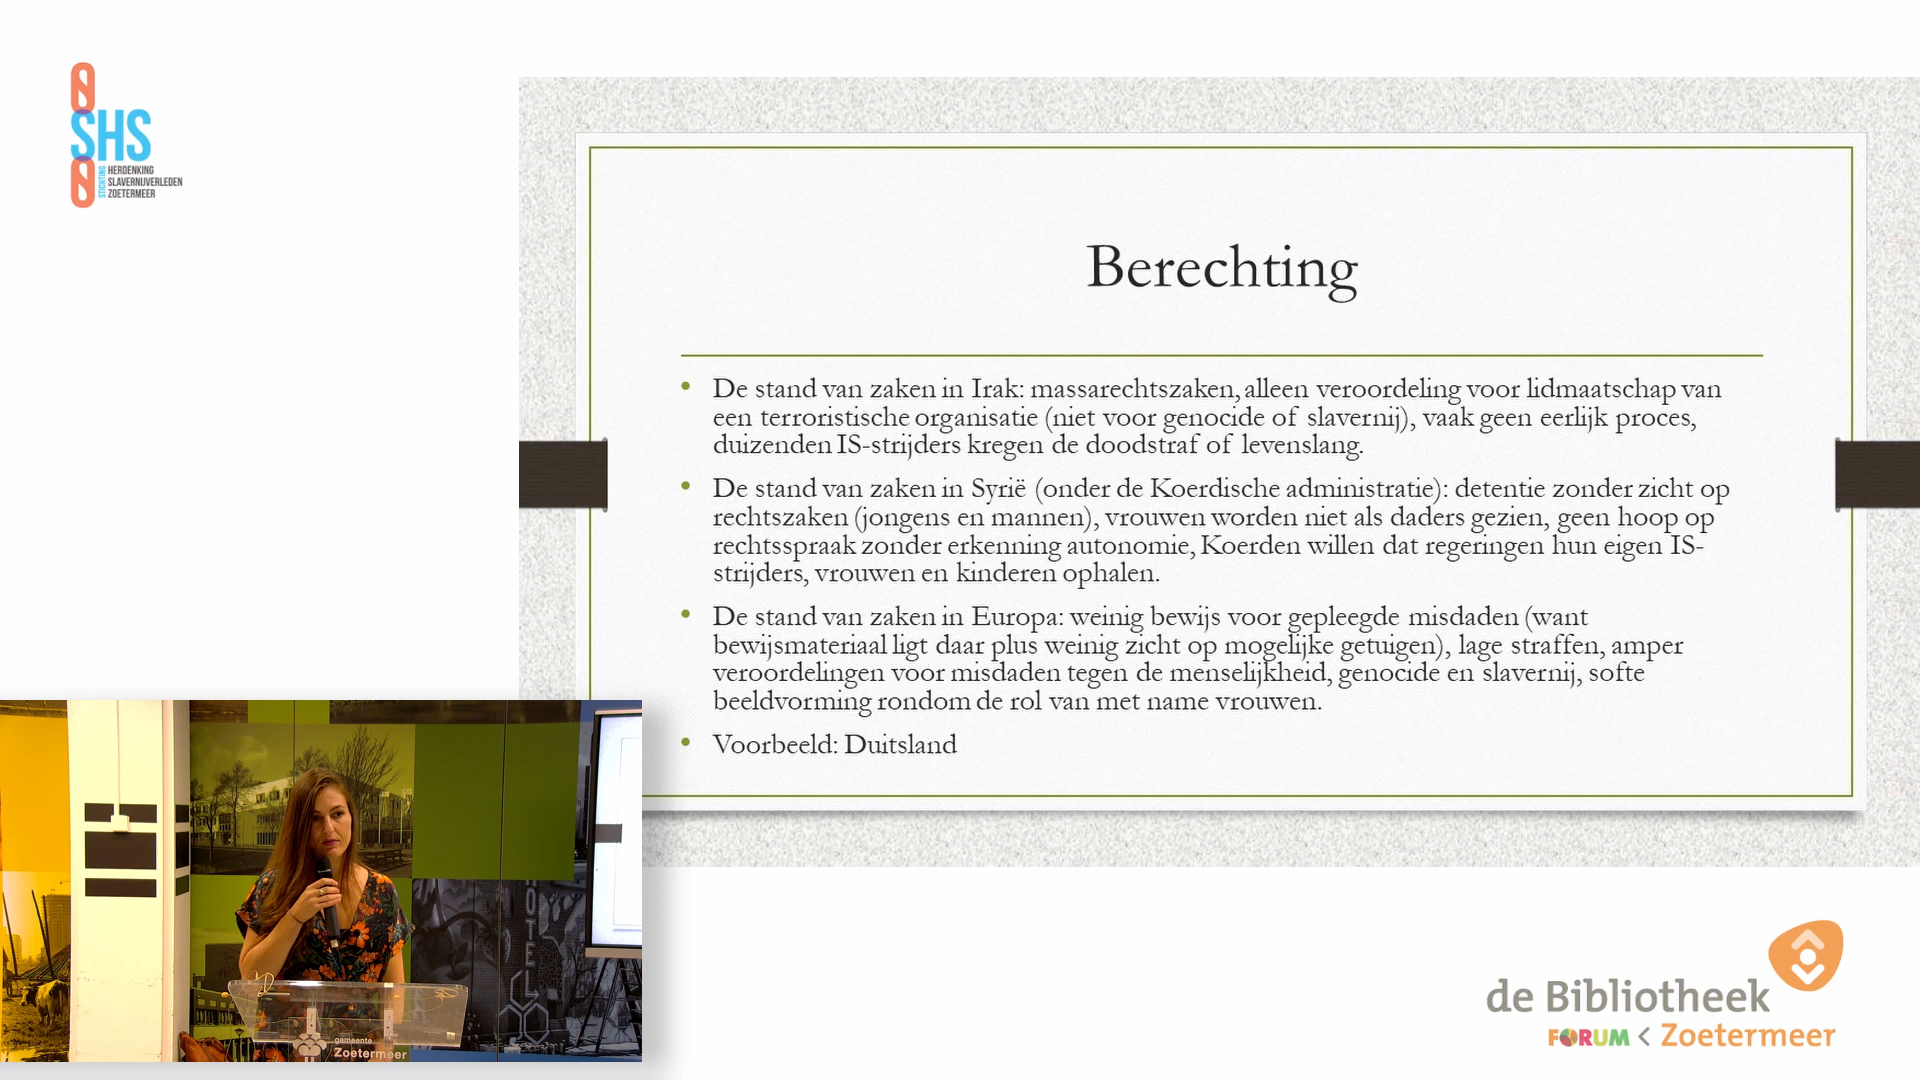 SHS
STICHTING
HERDENKING
SLAVERNIJVERLEDEN
ZOETERMEER
Berechting
• De stand van zaken in Irak: massarechtszaken, alleen veroordeling voor lidmaatschap van
een terroristische organisatie (niet voor genocide of slavernij), vaak geen eerlijk proces,
duizenden IS-strijders kregen de doodstraf of levenslang.
• De stand van zaken in Syrië (onder de Koerdische administratie): detentie zonder zicht op
rechtszaken (jongens en mannen), vrouwen worden niet als daders gezien, geen hoop op
rechtsspraak zonder erkenning autonomie, Koerden willen dat regeringen hun eigen IS-
strijders, vrouwen en kinderen ophalen.
• De stand van zaken in Europa: weinig bewijs voor gepleegde misdaden (want
bewijsmateriaal ligt daar plus weinig zicht op mogelijke getuigen), lage straffen, amper
veroordelingen voor misdaden tegen de menselijkheid, genocide en slavernij, softe
beeldvorming rondom de rol van met name vrouwen.
• Voorbeeld: Duitsland
gemeente
Zoetermeer
de Bibliotheek
FORUM < Zoetermeer